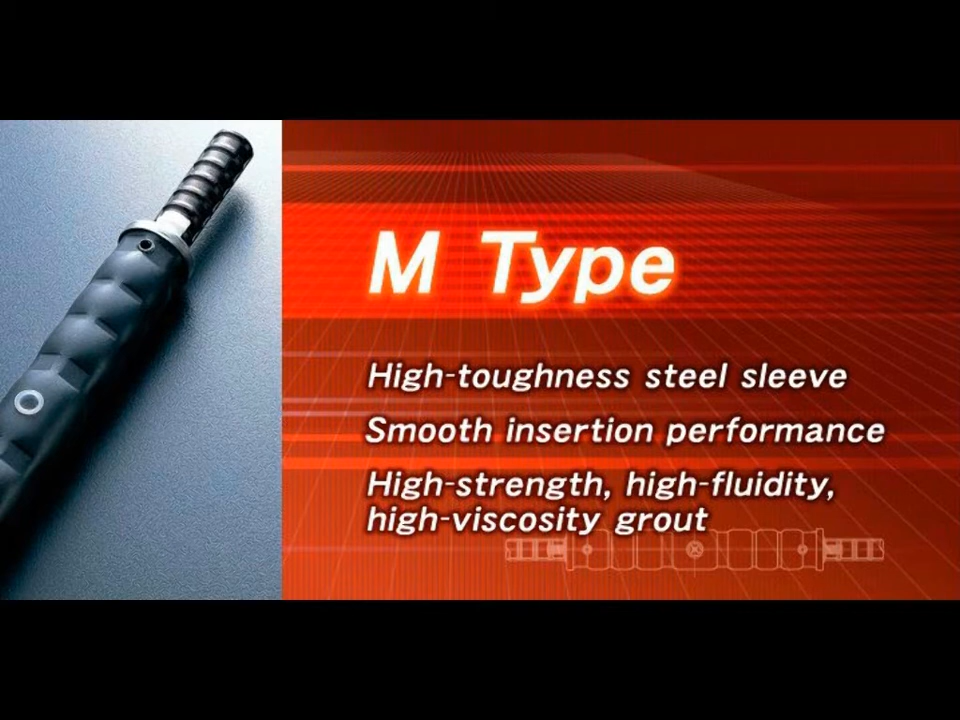 M Type
High-toughness steel sleeve
Smooth insertion performance
High-strength, high-fluidity,
high-viscosity grout